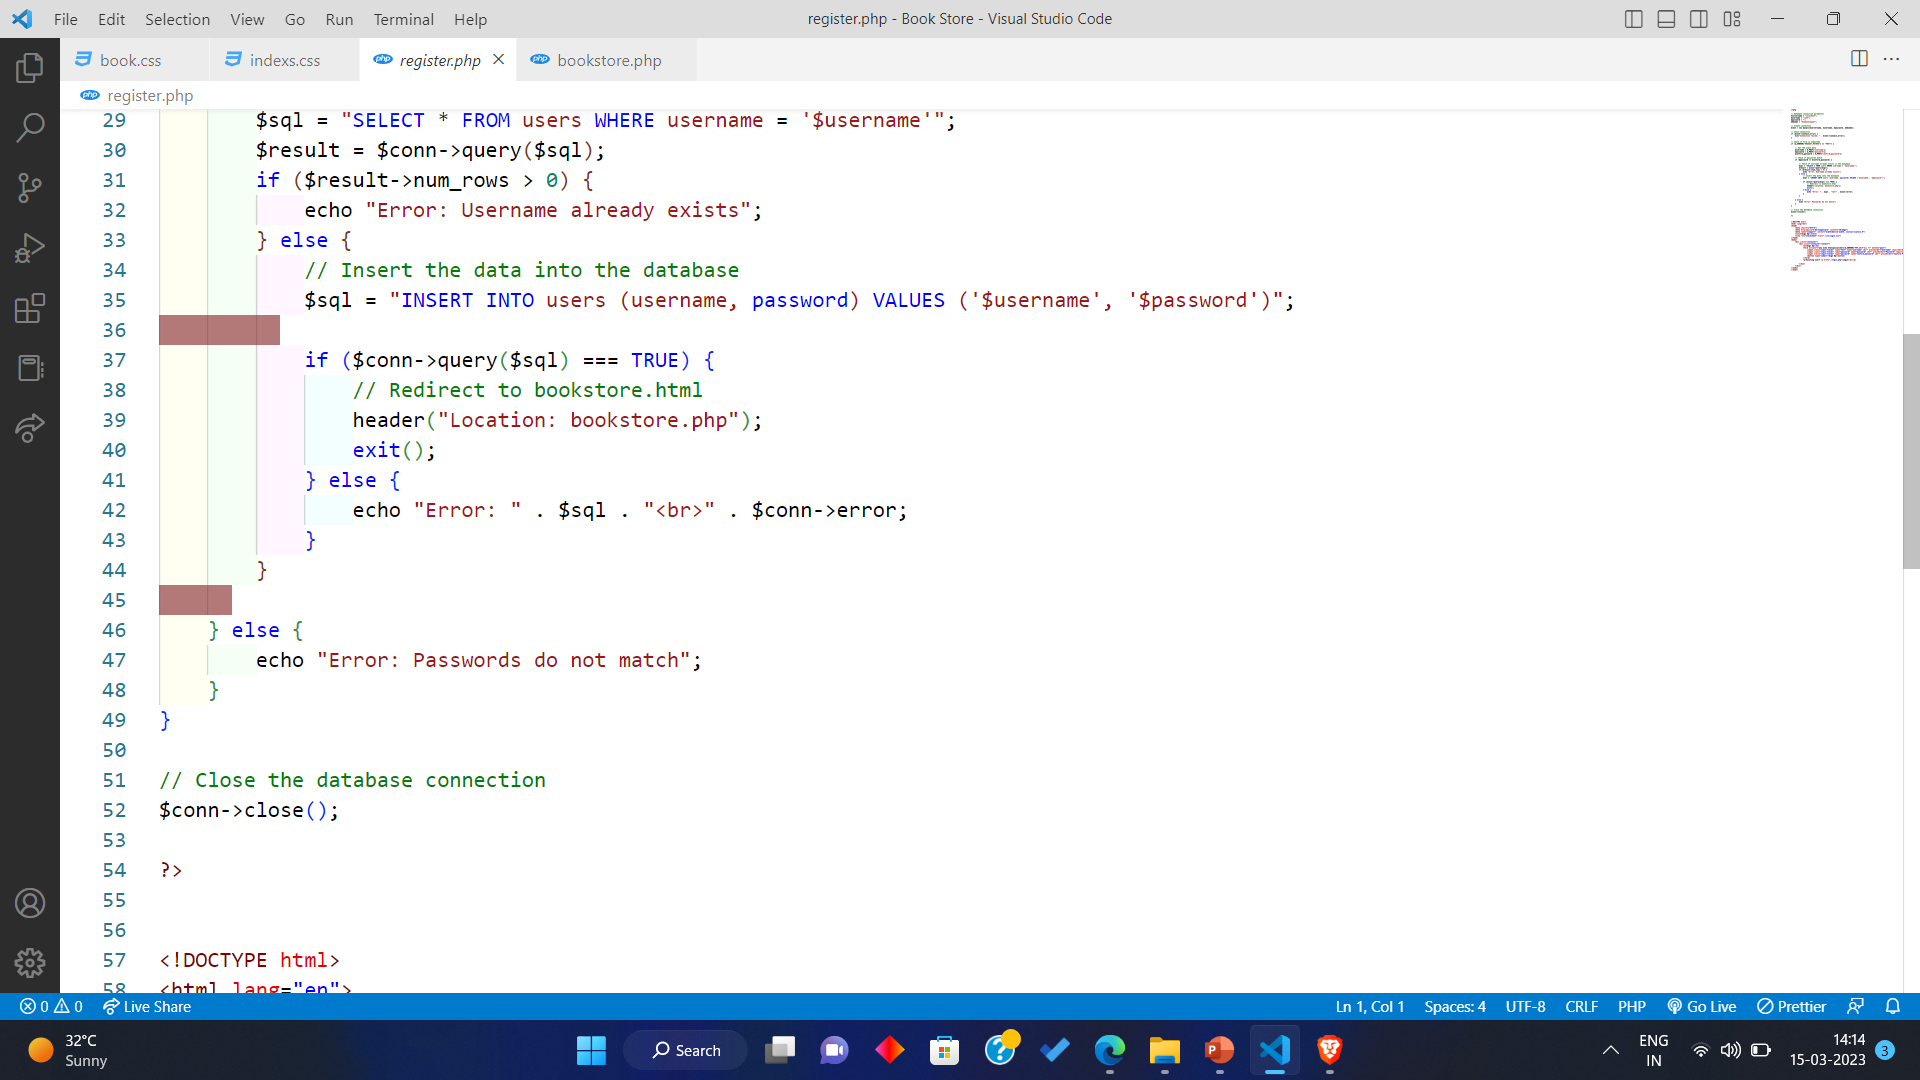 File Edit Selection View Go Run Terminal Help
register.php - Book Store - Visual Studio Code
book.css indexs.css register.php bookstore.php
register.php
29 $sql = "SELECT * FROM users WHERE username = '$username'";
30 $result = $conn->query($sql);
31 if ($result->num_rows > 0) {
32 echo "Error: Username already exists";
33 } else {
34 // Insert the data into the database
35 $sql = "INSERT INTO users (username, password) VALUES ('$username', '$password')";
36
37 if ($conn->query($sql) === TRUE) {
38 // Redirect to bookstore.html
39 header("Location: bookstore.php");
40 exit();
41 } else {
42 echo "Error: " . $sql . "<br>" . $conn->error;
43 }
44 }
45
46 } else {
47 echo "Error: Passwords do not match";
48 }
49 }
50
51 // Close the database connection
52 $conn->close();
53
54 ?>
55
56
57 <!DOCTYPE html>
58 <html lang="en">
0 0 Live Share Ln 1, Col 1 Spaces: 4 UTF-8 CRLF PHP Go Live Prettier
32°C
Sunny
Search
ENG
IN
14:14
15-03-2023
3